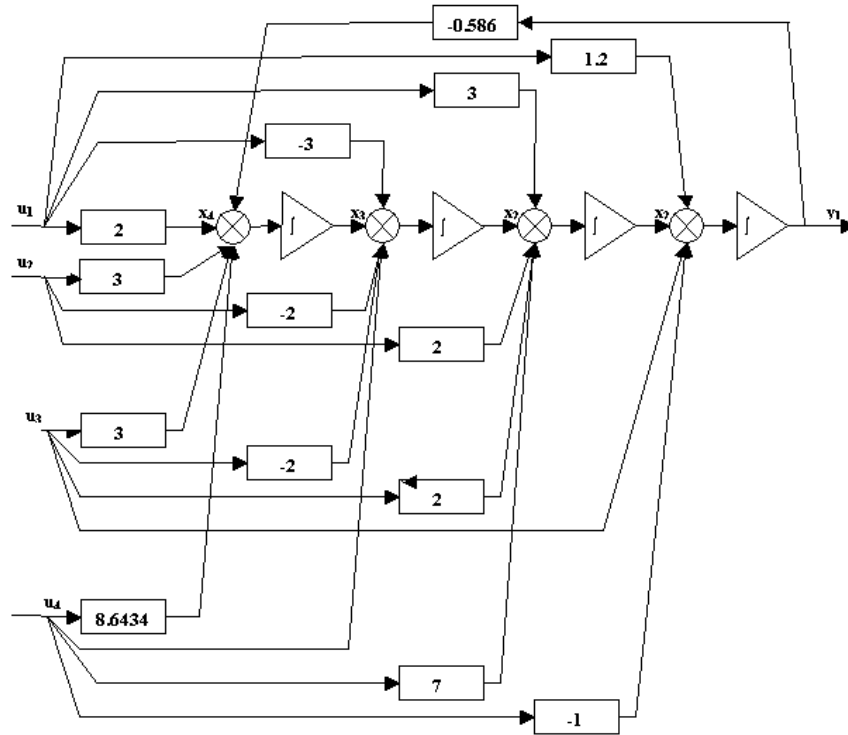 -0.586
1.2
3
-3
u₁
2
x₄
∫
x₃
∫
x₂
∫
x₂
∫
y₁
u₂
3
-2
2
u₃
3
-2
2
u₄
8.6434
7
-1